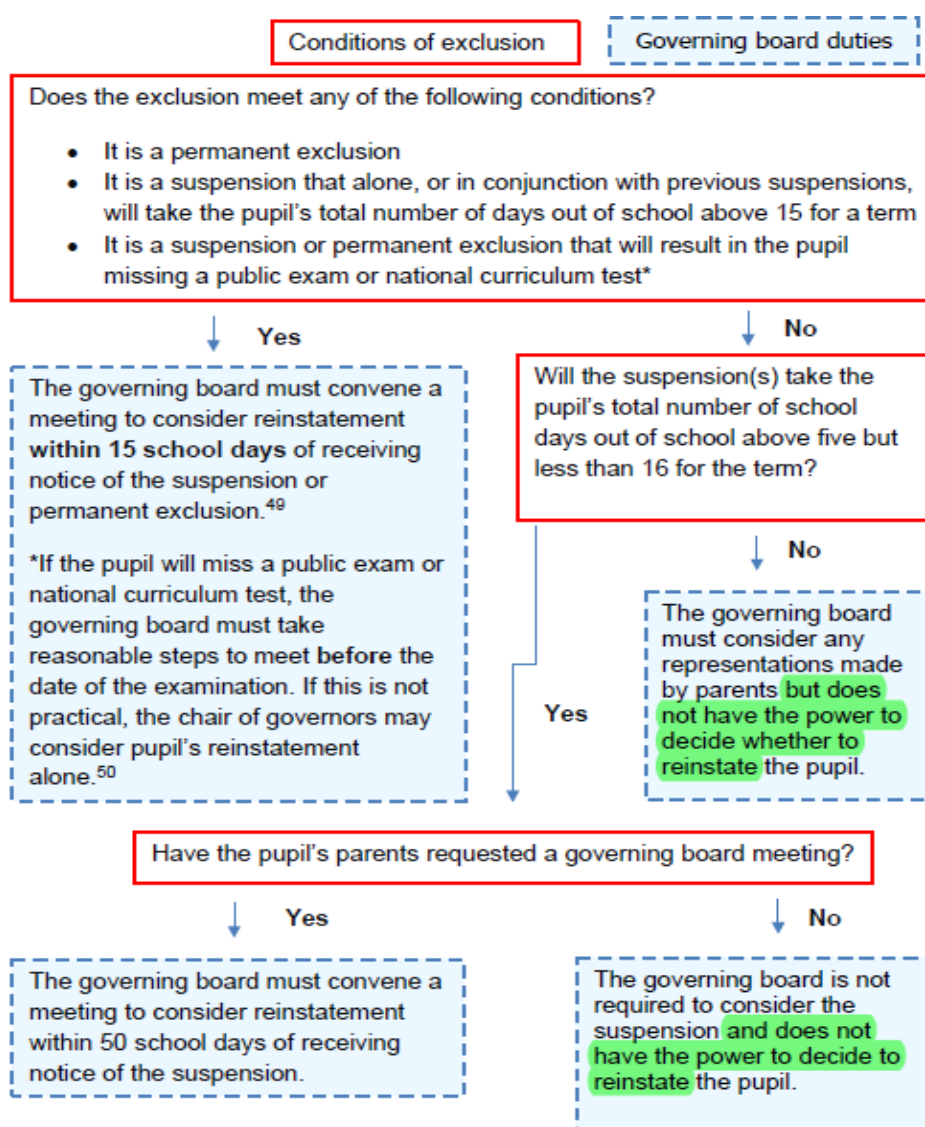 Conditions of exclusion
Governing board duties
Does the exclusion meet any of the following conditions?
• It is a permanent exclusion
• It is a suspension that alone, or in conjunction with previous suspensions,
will take the pupil's total number of days out of school above 15 for a term
• It is a suspension or permanent exclusion that will result in the pupil
missing a public exam or national curriculum test*
Yes
No
The governing board must convene a
meeting to consider reinstatement
within 15 school days of receiving
notice of the suspension or
permanent exclusion.49
*If the pupil will miss a public exam or
national curriculum test, the
governing board must take
reasonable steps to meet before the
date of the examination. If this is not
practical, the chair of governors may
consider pupil's reinstatement
alone.50
Will the suspension(s) take the
pupil's total number of school
days out of school above five but
less than 16 for the term?
No
The governing board
must consider any
representations made
by parents but does
not have the power to
decide whether to
reinstate the pupil.
Yes
Have the pupil's parents requested a governing board meeting?
Yes
No
The governing board must convene a
meeting to consider reinstatement
within 50 school days of receiving
notice of the suspension.
The governing board is not
required to consider the
suspension and does not
have the power to decide to
reinstate the pupil.